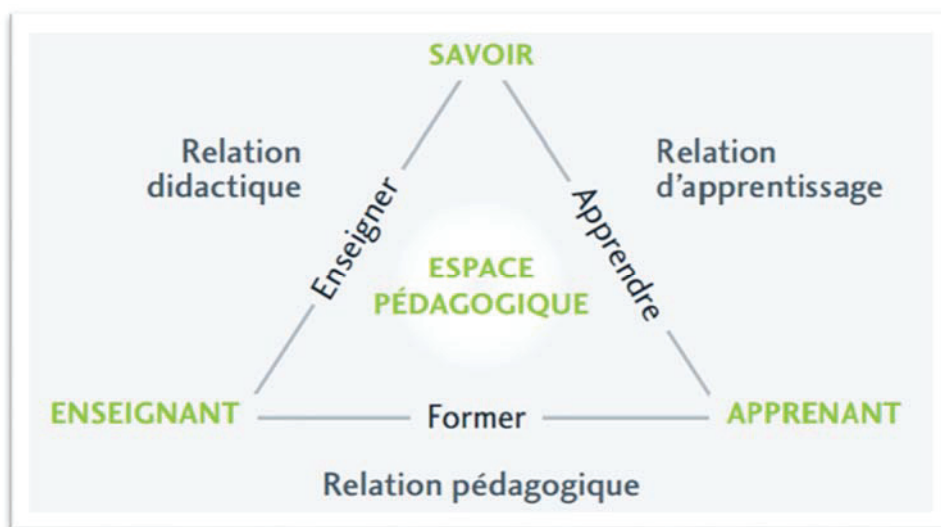 SAVOIR
Relation
didactique
Relation
d'apprentissage
Enseigner
Apprendre
ESPACE
PÉDAGOGIQUE
ENSEIGNANT
Former
APPRENANT
Relation pédagogique